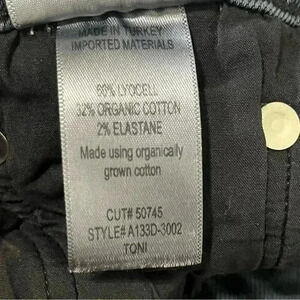 MADE IN TURKEY
IMPORTED MATERIALS
66% LYOCELL
32% ORGANIC COTTON
2% ELASTANE
Made using organically
grown cotton
CUT# 50745
STYLE# A133D-3002
TONI